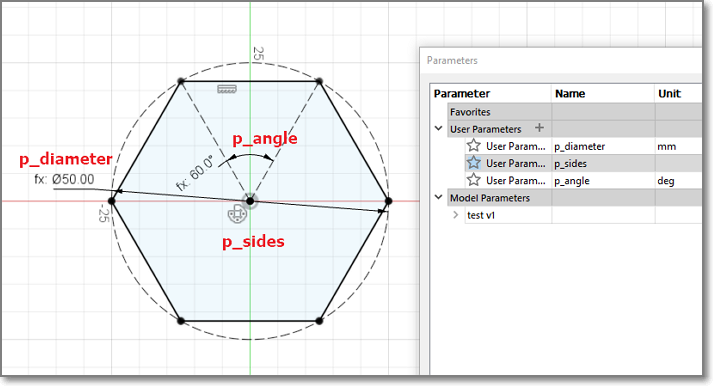 25
p_angle
p_diameter
fx: 60.0°
fx: Ø50.00
-25
p_sides
Parameters
Parameter Name Unit
Favorites
User Parameters +
User Param... p_diameter mm
User Param... p_sides
User Param... p_angle deg
Model Parameters
test v1